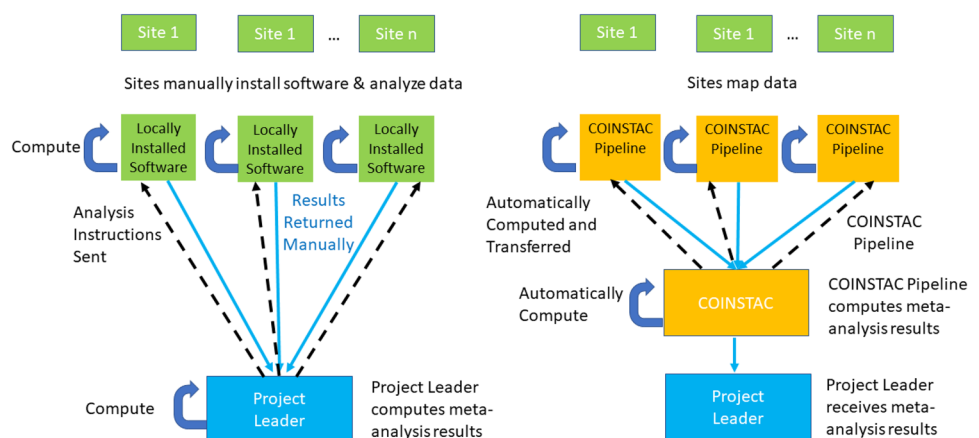 Site 1
Site 1
...
Site n
Sites manually install software & analyze data
Compute
Locally
Installed
Software
Locally
Installed
Software
Locally
Installed
Software
Analysis
Instructions
Sent
Results
Returned
Manually
Compute
Project
Leader
Project Leader
computes meta-
analysis results
Site 1
Site 1
...
Site n
Sites map data
COINSTAC
Pipeline
COINSTAC
Pipeline
COINSTAC
Pipeline
Automatically
Computed and
Transferred
COINSTAC
Pipeline
Automatically
Compute
COINSTAC
COINSTAC Pipeline
computes meta-
analysis results
Project
Leader
Project Leader
receives meta-
analysis results